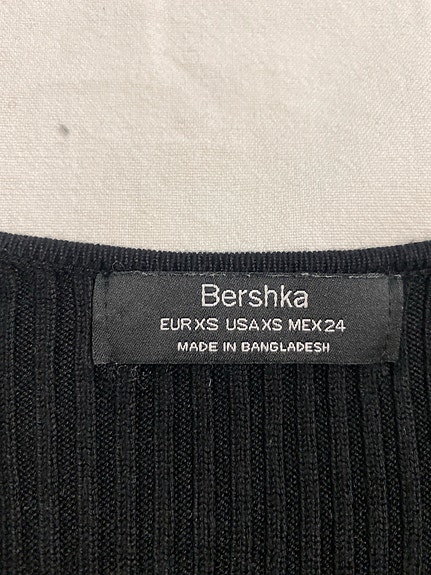 Bershka
EUR XS USA XS MEX 24
MADE IN BANGLADESH